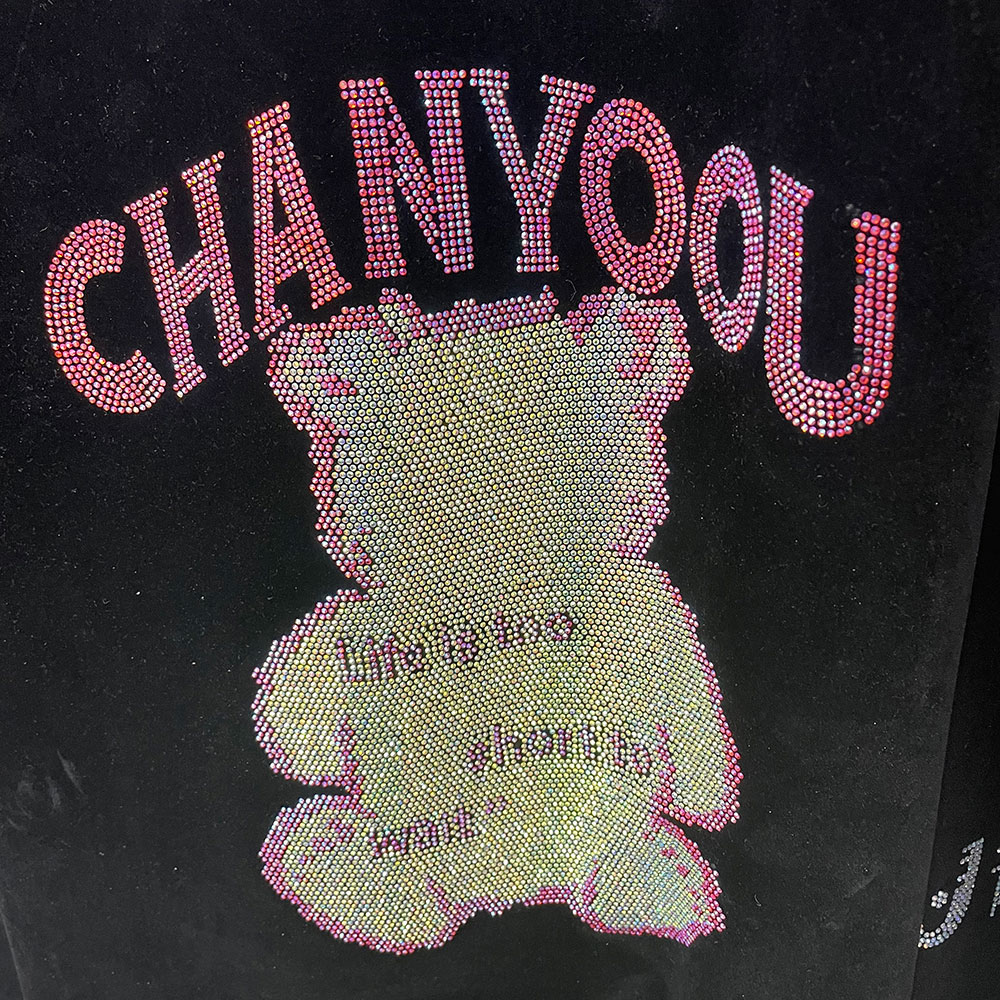 CHANYOOU
Life is too
short to
wait "